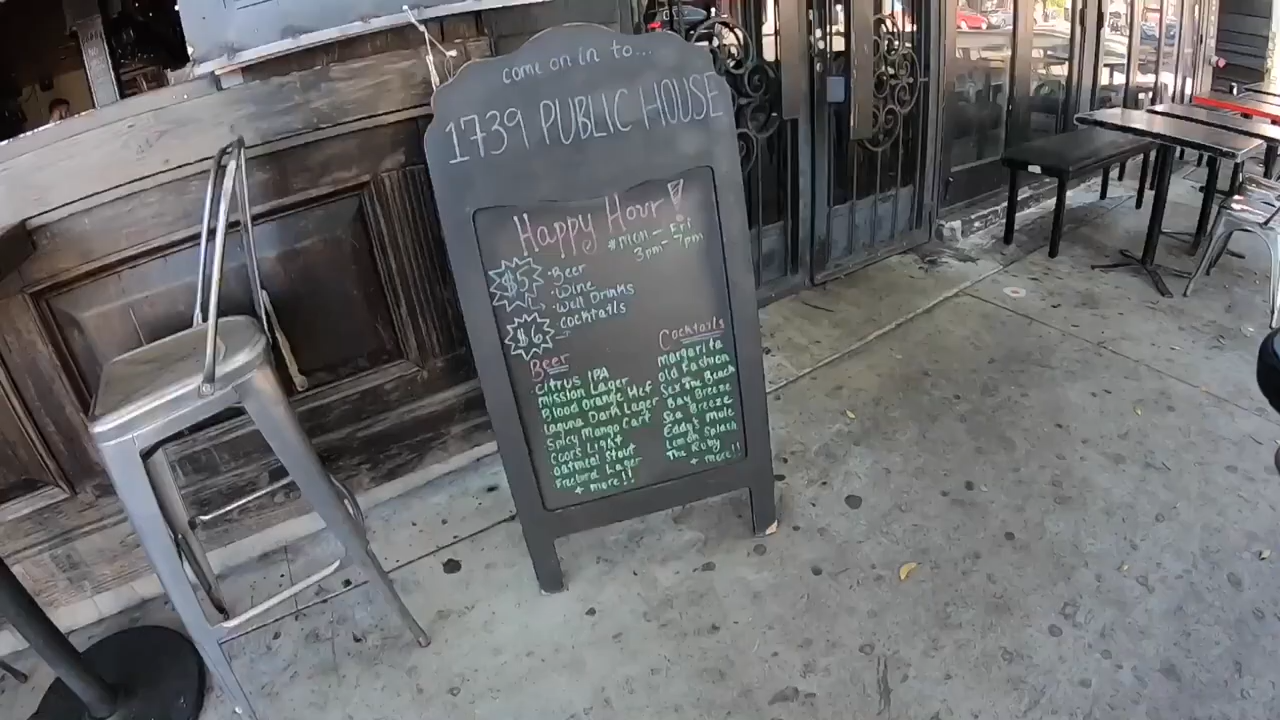 come on in to...
1739 PUBLIC HOUSE
Happy Hour!
Mon - Fri
3pm - 7pm
$5
• Beer
• Wine
• Well Drinks
$6
cocktails
Beer
Citrus IPA
Mission Lager
Blood Orange Hef
Laguna Dark Lager
Spicy Mango Cart
Coors Light
Oatmeal Stout
Firebird Lager
+ more!!
Cocktails
Margarita
Old Fashion
Sex The Beach
Bay Breeze
Sea Breeze
Eddy's Mule
Lemon Splash
The Ruby
+ more!!